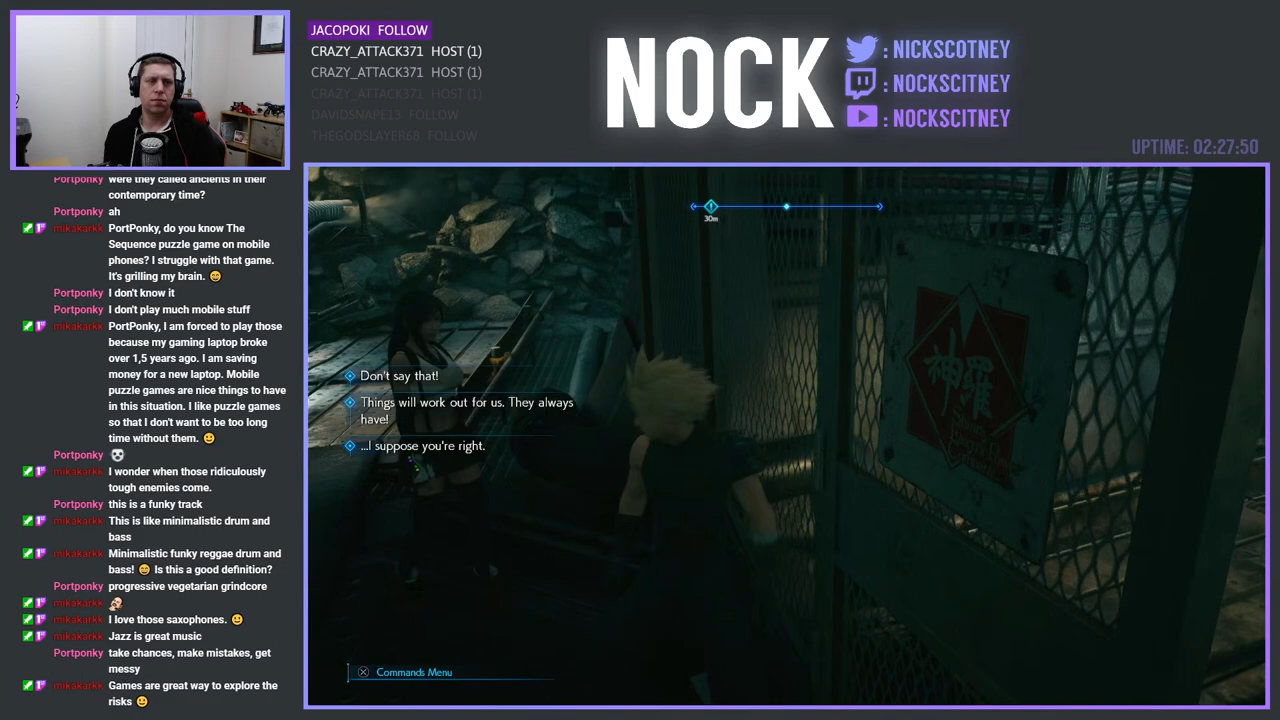 JACOPOKI FOLLOW
CRAZY_ATTACK371 HOST (1)
CRAZY_ATTACK371 HOST (1)
CRAZY_ATTACK371 HOST (1)
DAVIDSNAPE13 FOLLOW
THEGODSLAYER68 FOLLOW
NOCK
: NICKSCOTNEY
: NOCKSCITNEY
: NOCKSCITNEY
UPTIME: 02:27:50
were they called ancients in their
contemporary time?
Portponky ah
mikakarkk PortPonky, do you know The
Sequence puzzle game on mobile
phones? I struggle with that game.
It's grilling my brain. 😄
Portponky I don't know it
Portponky I don't play much mobile stuff
mikakarkk PortPonky, I am forced to play those
because my gaming laptop broke
over 1,5 years ago. I am saving
money for a new laptop. Mobile
puzzle games are nice things to have
in this situation. I like puzzle games
so that I don't want to be too long
time without them. 🙂
Portponky
mikakarkk I wonder when those ridiculously
tough enemies come.
Portponky this is a funky track
mikakarkk This is like minimalistic drum and
bass
mikakarkk Minimalistic funky reggae drum and
bass! 😄 Is this a good definition?
Portponky progressive vegetarian grindcore
mikakarkk
mikakarkk I love those saxophones. 🙂
mikakarkk Jazz is great music
Portponky take chances, make mistakes, get
messy
mikakarkk Games are great way to explore the
risks 🙂
30m
Don't say that!
Things will work out for us. They always
have!
...I suppose you're right.
神羅
Commands Menu